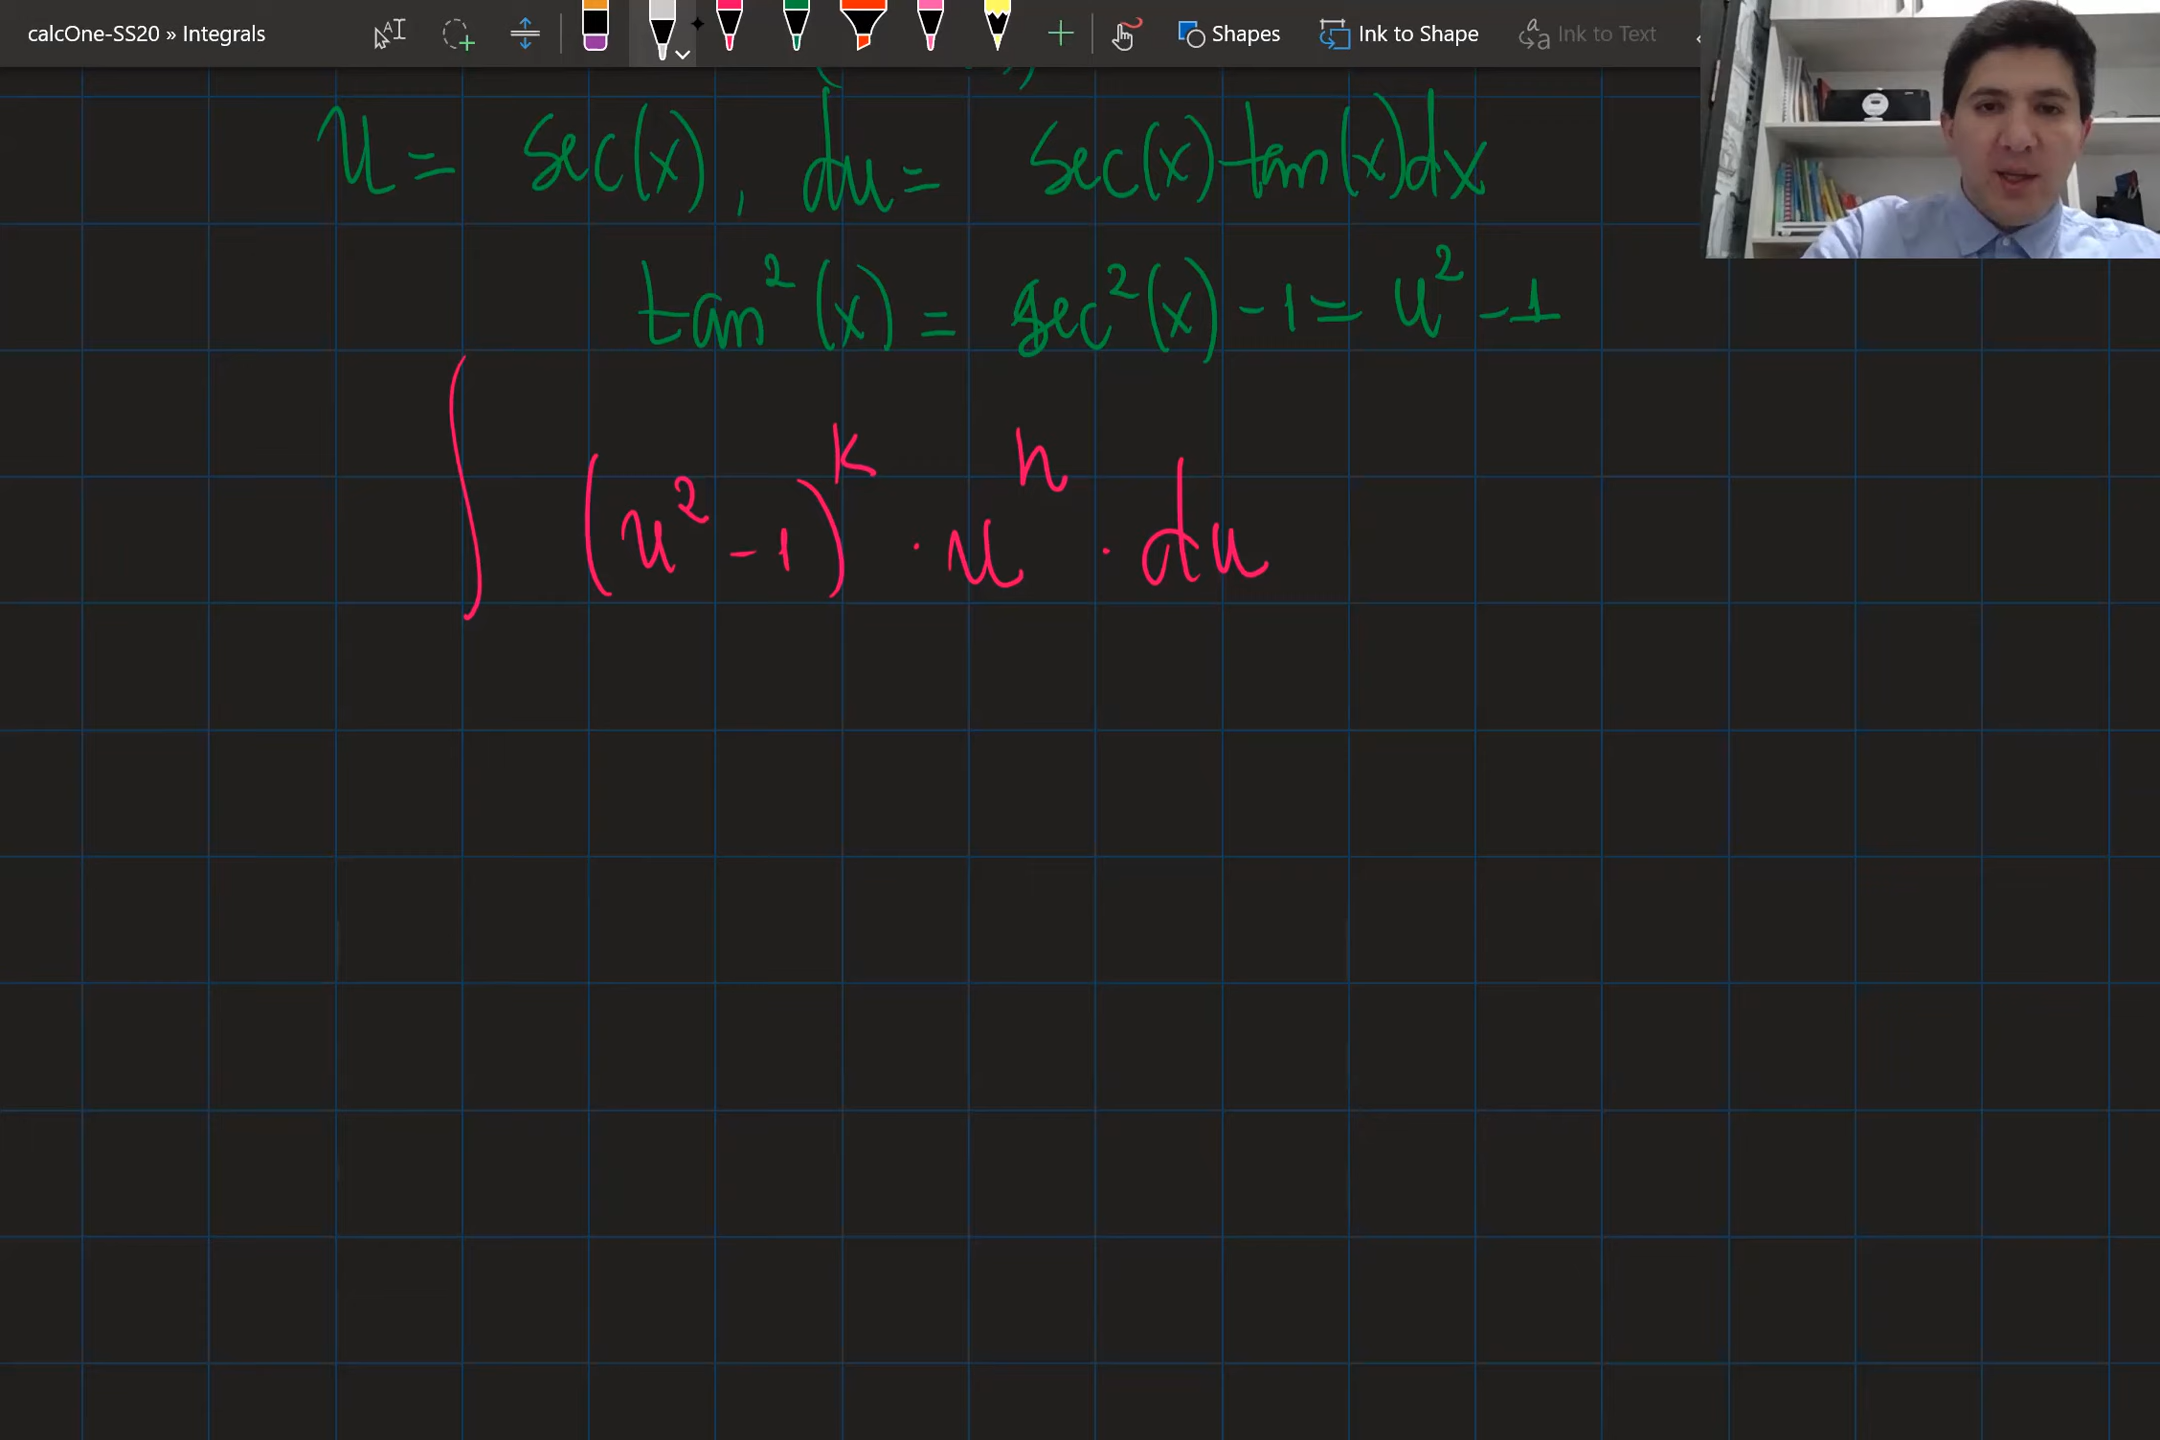 calcOne-SS20 » Integrals
Shapes
Ink to Shape
Ink to Text
u = sec(x), du = sec(x) tan(x)dx
tan²(x) = sec²(x) - 1 = u² - 1
∫ (u² - 1)^k · u^n · du